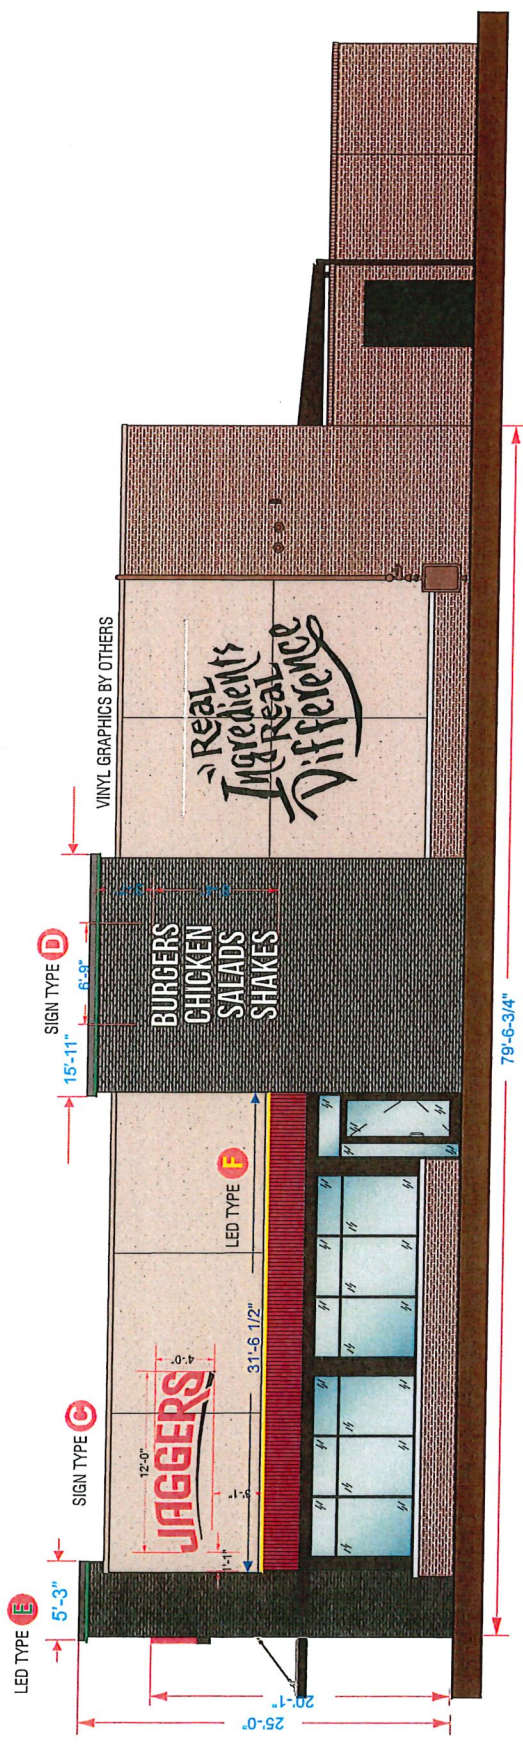 LED TYPE E
5'-3"
25'-0"
20'-1"
SIGN TYPE C
12'-0"
4'-0"
JAGGERS
3'-1"
1'-1"
31'-6 1/2"
LED TYPE F
SIGN TYPE D
15'-11"
6'-9"
BURGERS
CHICKEN
SALADS
SHAKES
VINYL GRAPHICS BY OTHERS
Real
Ingredients
Real
Difference
79'-6-3/4"